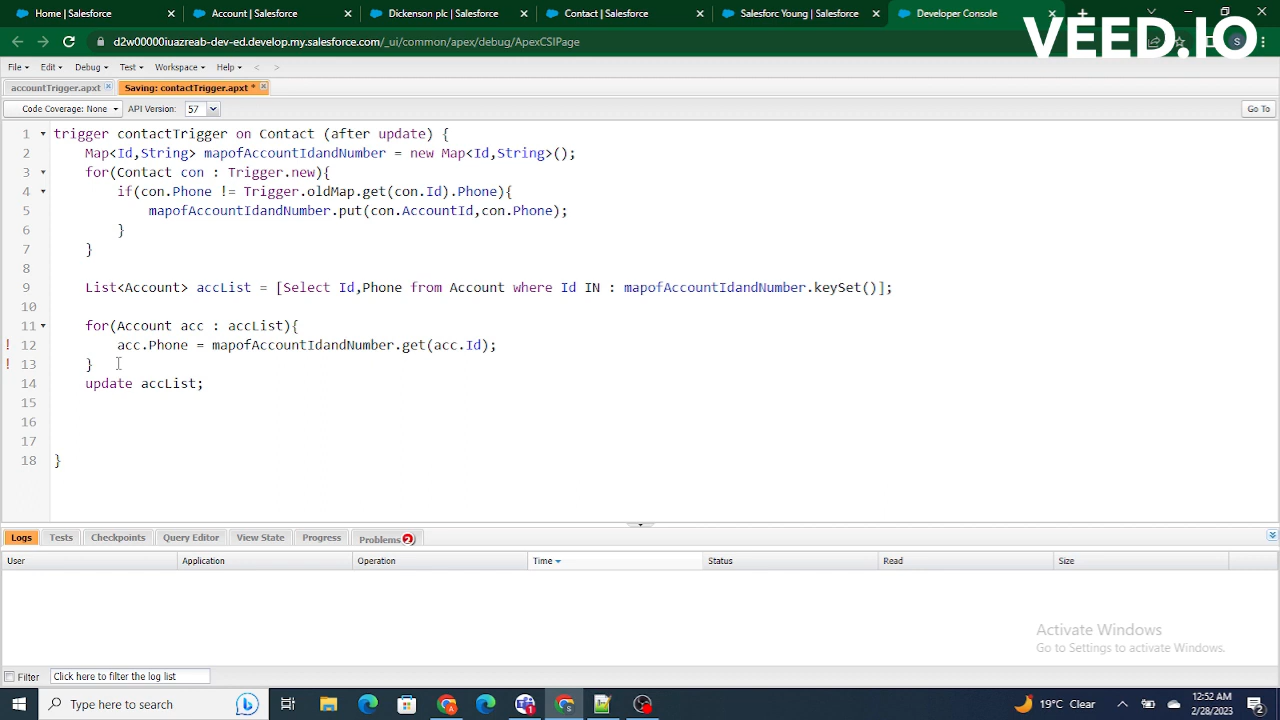 Home | Salesforce
Account | Salesforce
Dickenson plc | Salesforce
Contact | Salesforce
Salesforc Young | Salesforce
Developer Console
VEED.IO
d2w00000iuazreab-dev-ed.develop.my.salesforce.com/_ui/common/apex/debug/ApexCSIPage
S
File Edit Debug Test Workspace Help < >
accountTrigger.apxt Saving: contactTrigger.apxt *
Code Coverage: None API Version: 57 Go To
1 trigger contactTrigger on Contact (after update) {
2 Map<Id,String> mapofAccountIdandNumber = new Map<Id,String>();
3 for(Contact con : Trigger.new){
4 if(con.Phone != Trigger.oldMap.get(con.Id).Phone){
5 mapofAccountIdandNumber.put(con.AccountId,con.Phone);
6 }
7 }
8
9 List<Account> accList = [Select Id,Phone from Account where Id IN : mapofAccountIdandNumber.keySet()];
10
11 for(Account acc : accList){
! 12 acc.Phone = mapofAccountIdandNumber.get(acc.Id);
! 13 }
14 update accList;
15
16
17
18 }
Logs Tests Checkpoints Query Editor View State Progress Problems 2
User Application Operation Time Status Read Size
Activate Windows
Go to Settings to activate Windows.
Filter Click here to filter the log list
Type here to search
19°C Clear
12:52 AM
2/28/2023
2